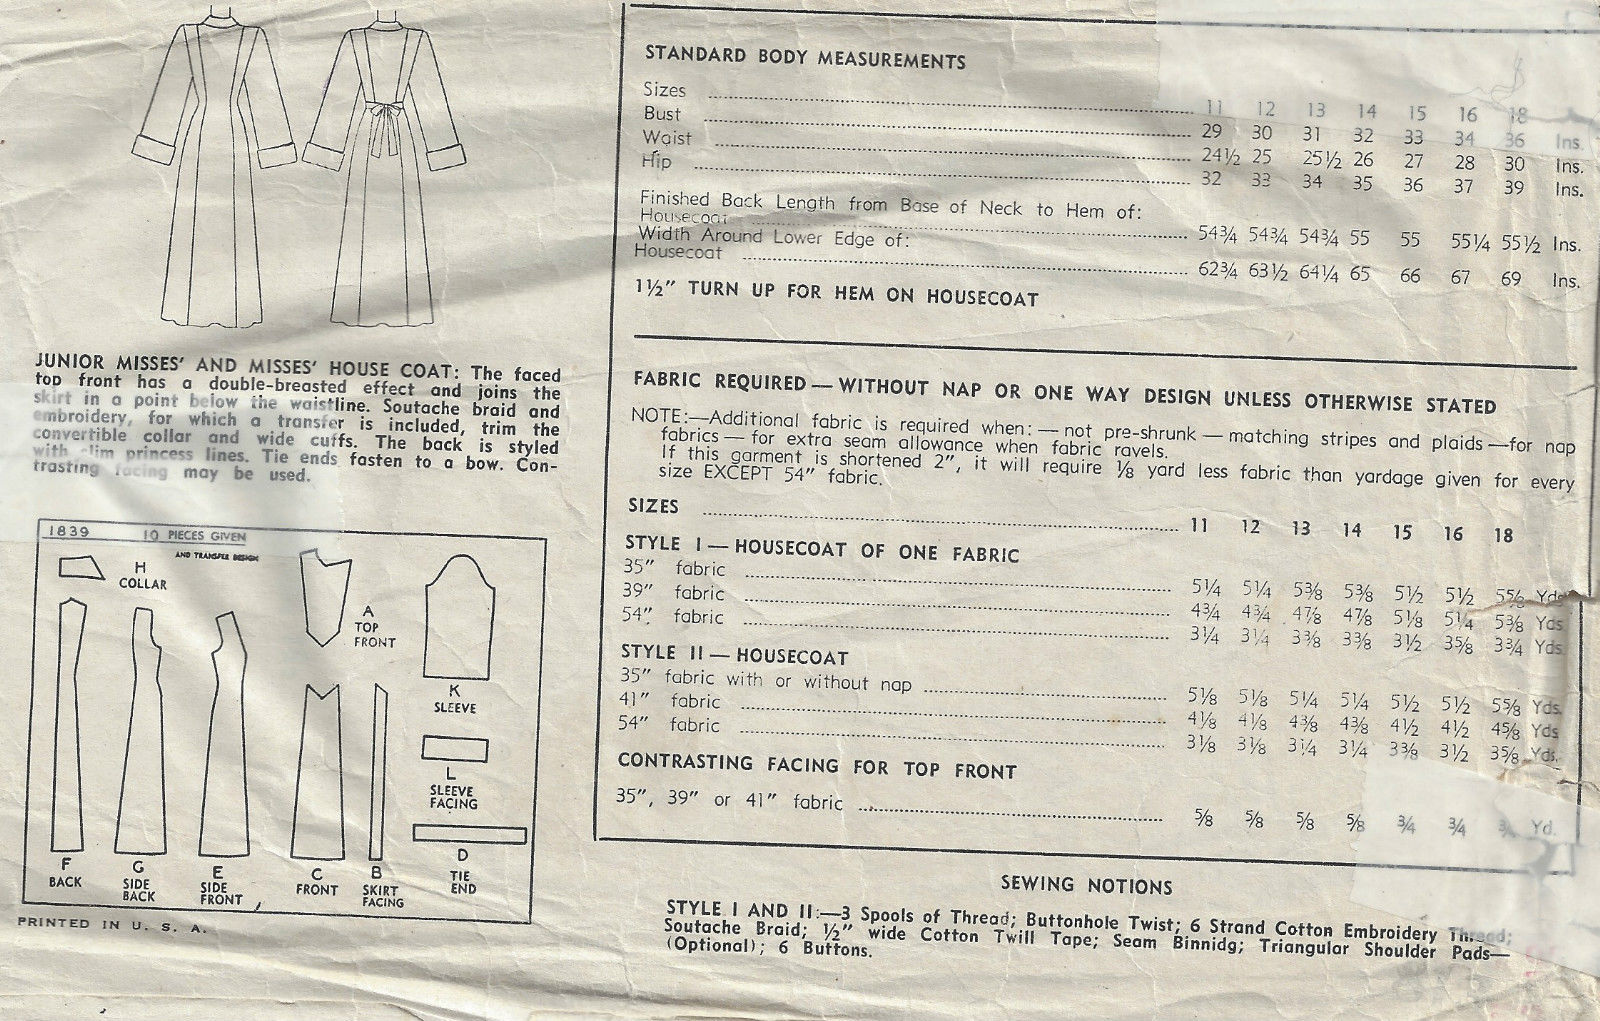 JUNIOR MISSES' AND MISSES' HOUSE COAT: The faced
top front has a double-breasted effect and joins the
skirt in a point below the waistline. Soutache braid and
embroidery, for which a transfer is included, trim the
convertible collar and wide cuffs. The back is styled
with slim princess lines. Tie ends fasten to a bow. Con-
trasting facing may be used.
1839 10 PIECES GIVEN
AND TRANSFER DESIGN
H
COLLAR
A
TOP
FRONT
K
SLEEVE
L
SLEEVE
FACING
F
BACK
G
SIDE
BACK
E
SIDE
FRONT
C
FRONT
B
SKIRT
FACING
D
TIE
END
PRINTED IN U. S. A.
STANDARD BODY MEASUREMENTS
Sizes 11 12 13 14 15 16 18
Bust 29 30 31 32 33 34 36 Ins.
Waist 24½ 25 25½ 26 27 28 30 Ins.
Hip 32 33 34 35 36 37 39 Ins.
Finished Back Length from Base of Neck to Hem of:
Housecoat 54¾ 54¾ 54¾ 55 55 55¼ 55½ Ins.
Width Around Lower Edge of:
Housecoat 62¾ 63½ 64¼ 65 66 67 69 Ins.
1½" TURN UP FOR HEM ON HOUSECOAT
FABRIC REQUIRED — WITHOUT NAP OR ONE WAY DESIGN UNLESS OTHERWISE STATED
NOTE:—Additional fabric is required when: — not pre-shrunk — matching stripes and plaids — for nap
fabrics — for extra seam allowance when fabric ravels.
If this garment is shortened 2", it will require ⅛ yard less fabric than yardage given for every
size EXCEPT 54" fabric.
SIZES 11 12 13 14 15 16 18
STYLE I — HOUSECOAT OF ONE FABRIC
35" fabric 5¼ 5¼ 5⅜ 5⅜ 5½ 5½ 5⅝ Yds.
39" fabric 4¾ 4¾ 4⅞ 4⅞ 5⅛ 5¼ 5⅜ Yds.
54" fabric 3¼ 3¼ 3⅜ 3⅜ 3½ 3⅝ 3¾ Yds.
STYLE II — HOUSECOAT
35" fabric with or without nap 5⅛ 5⅛ 5¼ 5¼ 5½ 5½ 5⅝ Yds.
41" fabric 4⅛ 4⅛ 4⅜ 4⅜ 4½ 4½ 4⅝ Yds.
54" fabric 3⅛ 3⅛ 3¼ 3¼ 3⅜ 3½ 3⅝ Yds.
CONTRASTING FACING FOR TOP FRONT
35", 39" or 41" fabric ⅝ ⅝ ⅝ ⅝ ¾ ¾ Yd.
SEWING NOTIONS
STYLE I AND II:—3 Spools of Thread; Buttonhole Twist; 6 Strand Cotton Embroidery Thread;
Soutache Braid; ½" wide Cotton Twill Tape; Seam Binnidg; Triangular Shoulder Pads—
(Optional); 6 Buttons.